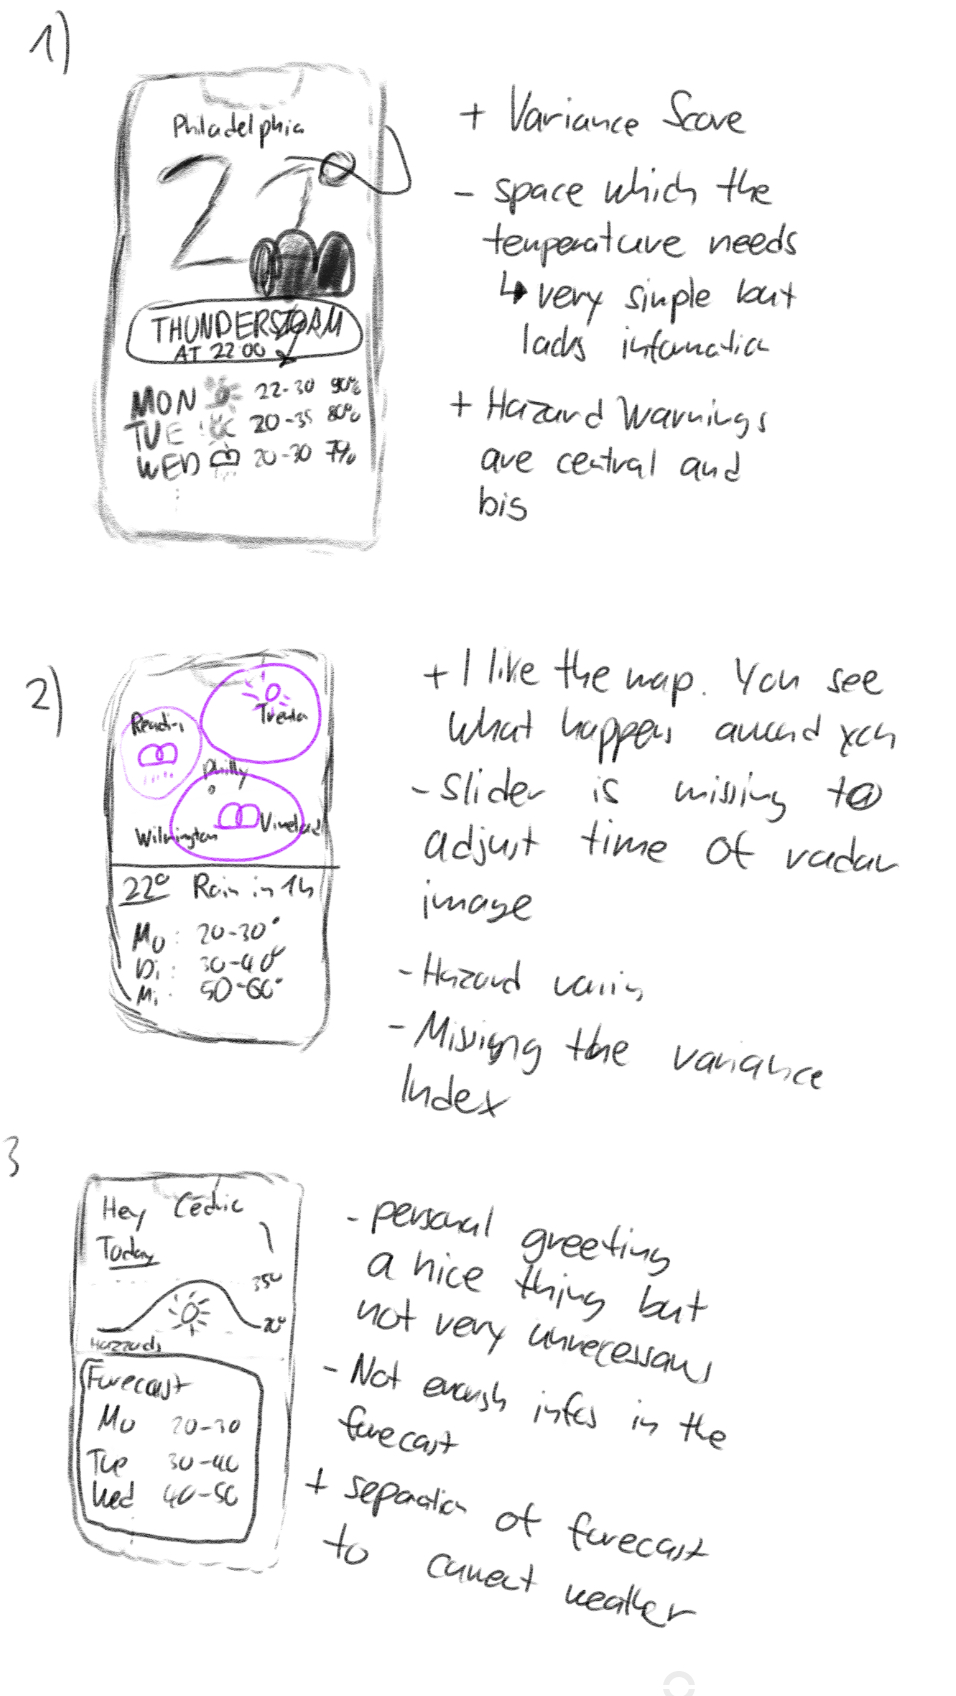 1)
Philadelphia
27
THUNDERSTORM
AT 22 00
MON 22-30 90%
TUE 20-35 80%
WED 20-30 79%
+ Variance Score
- space which the
temperature needs
↳ very simple but
lacks information
+ Hazard Warnings
are central and
big
2)
Reading
Trenton
Philly
Wilmington
Vineland
22° Rain in 1h
Mo: 20-30°
Di: 30-40°
Mi: 50-60°
+ I like the map. You see
what happens around you
- slider is missing to
adjust time of radar
image
- Hazard
- Missigng the variance
Index
3
Hey Cedric
Today
35°
20°
Hazzards
Forecast
Mo 20-30
Tue 30-40
Wed 40-50
- personal greeting
a nice thing but
not very unnecessary
- Not enough infos in the
forecast
+ separation of forecast
to current weather